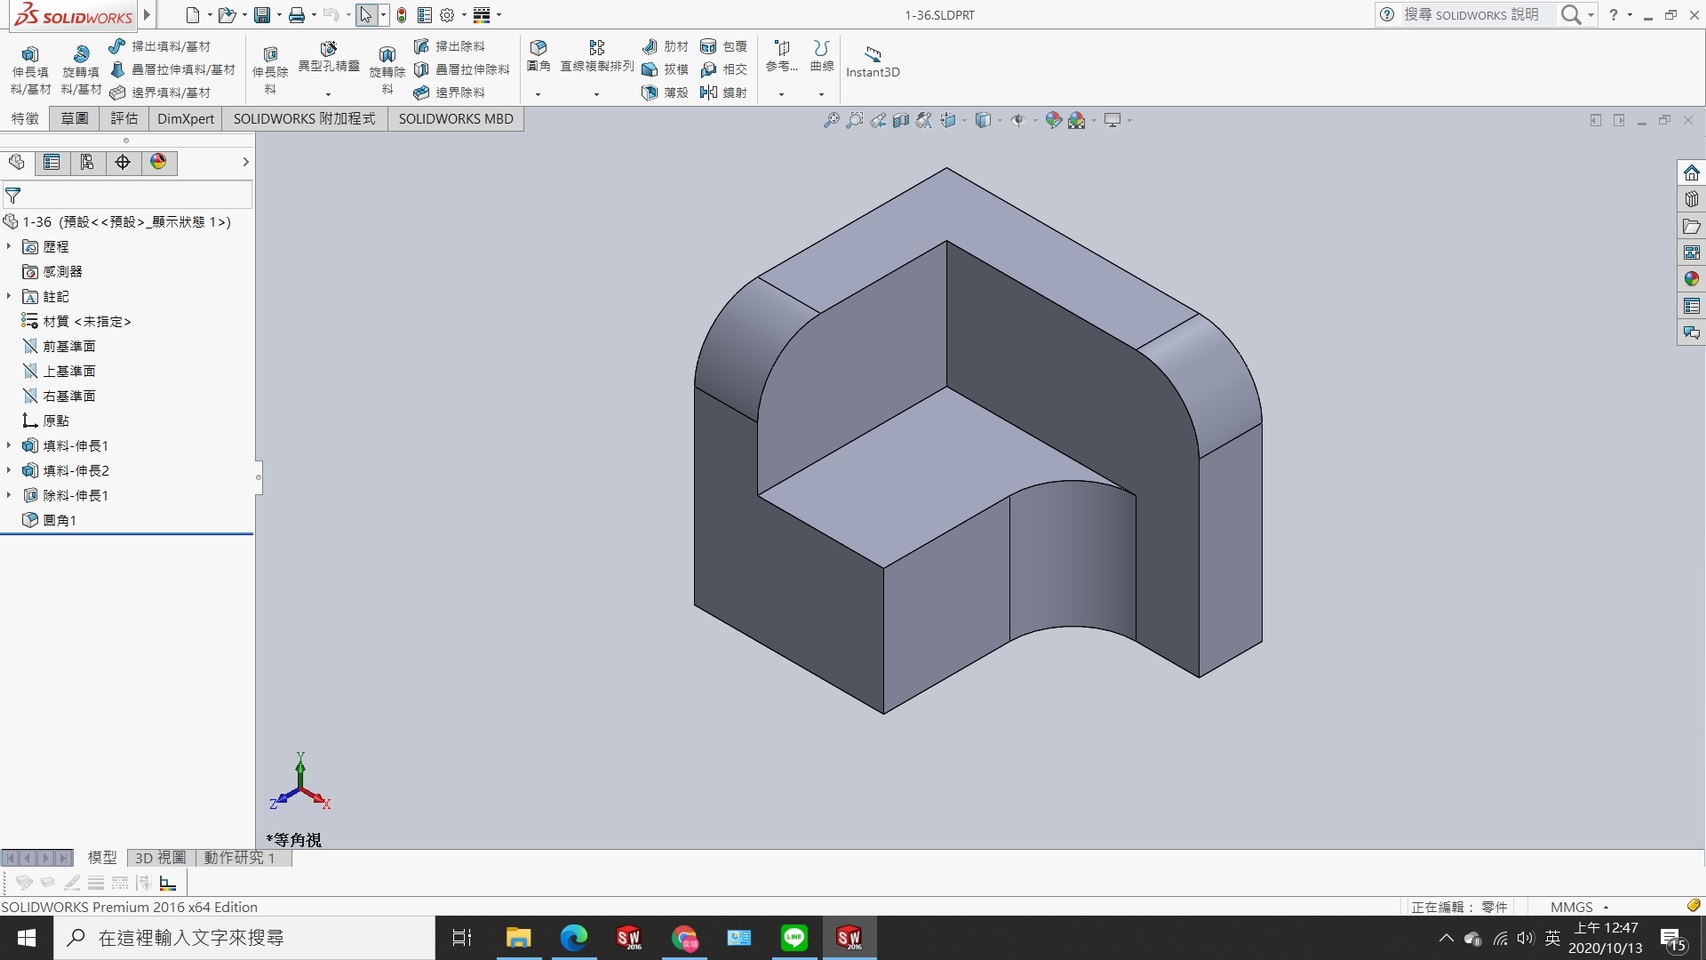 SOLIDWORKS
1-36.SLDPRT
搜尋 SOLIDWORKS 說明
伸長填料/基材
旋轉填料/基材
掃出填料/基材
疊層拉伸填料/基材
邊界填料/基材
伸長除料
異型孔精靈
旋轉除料
掃出除料
疊層拉伸除料
邊界除料
圓角
直線複製排列
肋材
拔模
薄殼
包覆
相交
鏡射
參考...
曲線
Instant3D
特徵
草圖
評估
DimXpert
SOLIDWORKS 附加程式
SOLIDWORKS MBD
1-36 (預設<<預設>_顯示狀態 1>)
歷程
感測器
註記
材質 <未指定>
前基準面
上基準面
右基準面
原點
填料-伸長1
填料-伸長2
除料-伸長1
圓角1
Y
Z
X
*等角視
模型
3D 視圖
動作研究 1
SOLIDWORKS Premium 2016 x64 Edition
正在編輯： 零件
MMGS
在這裡輸入文字來搜尋
SW
2016
LINE
SW
2016
英
上午 12:47
2020/10/13
15